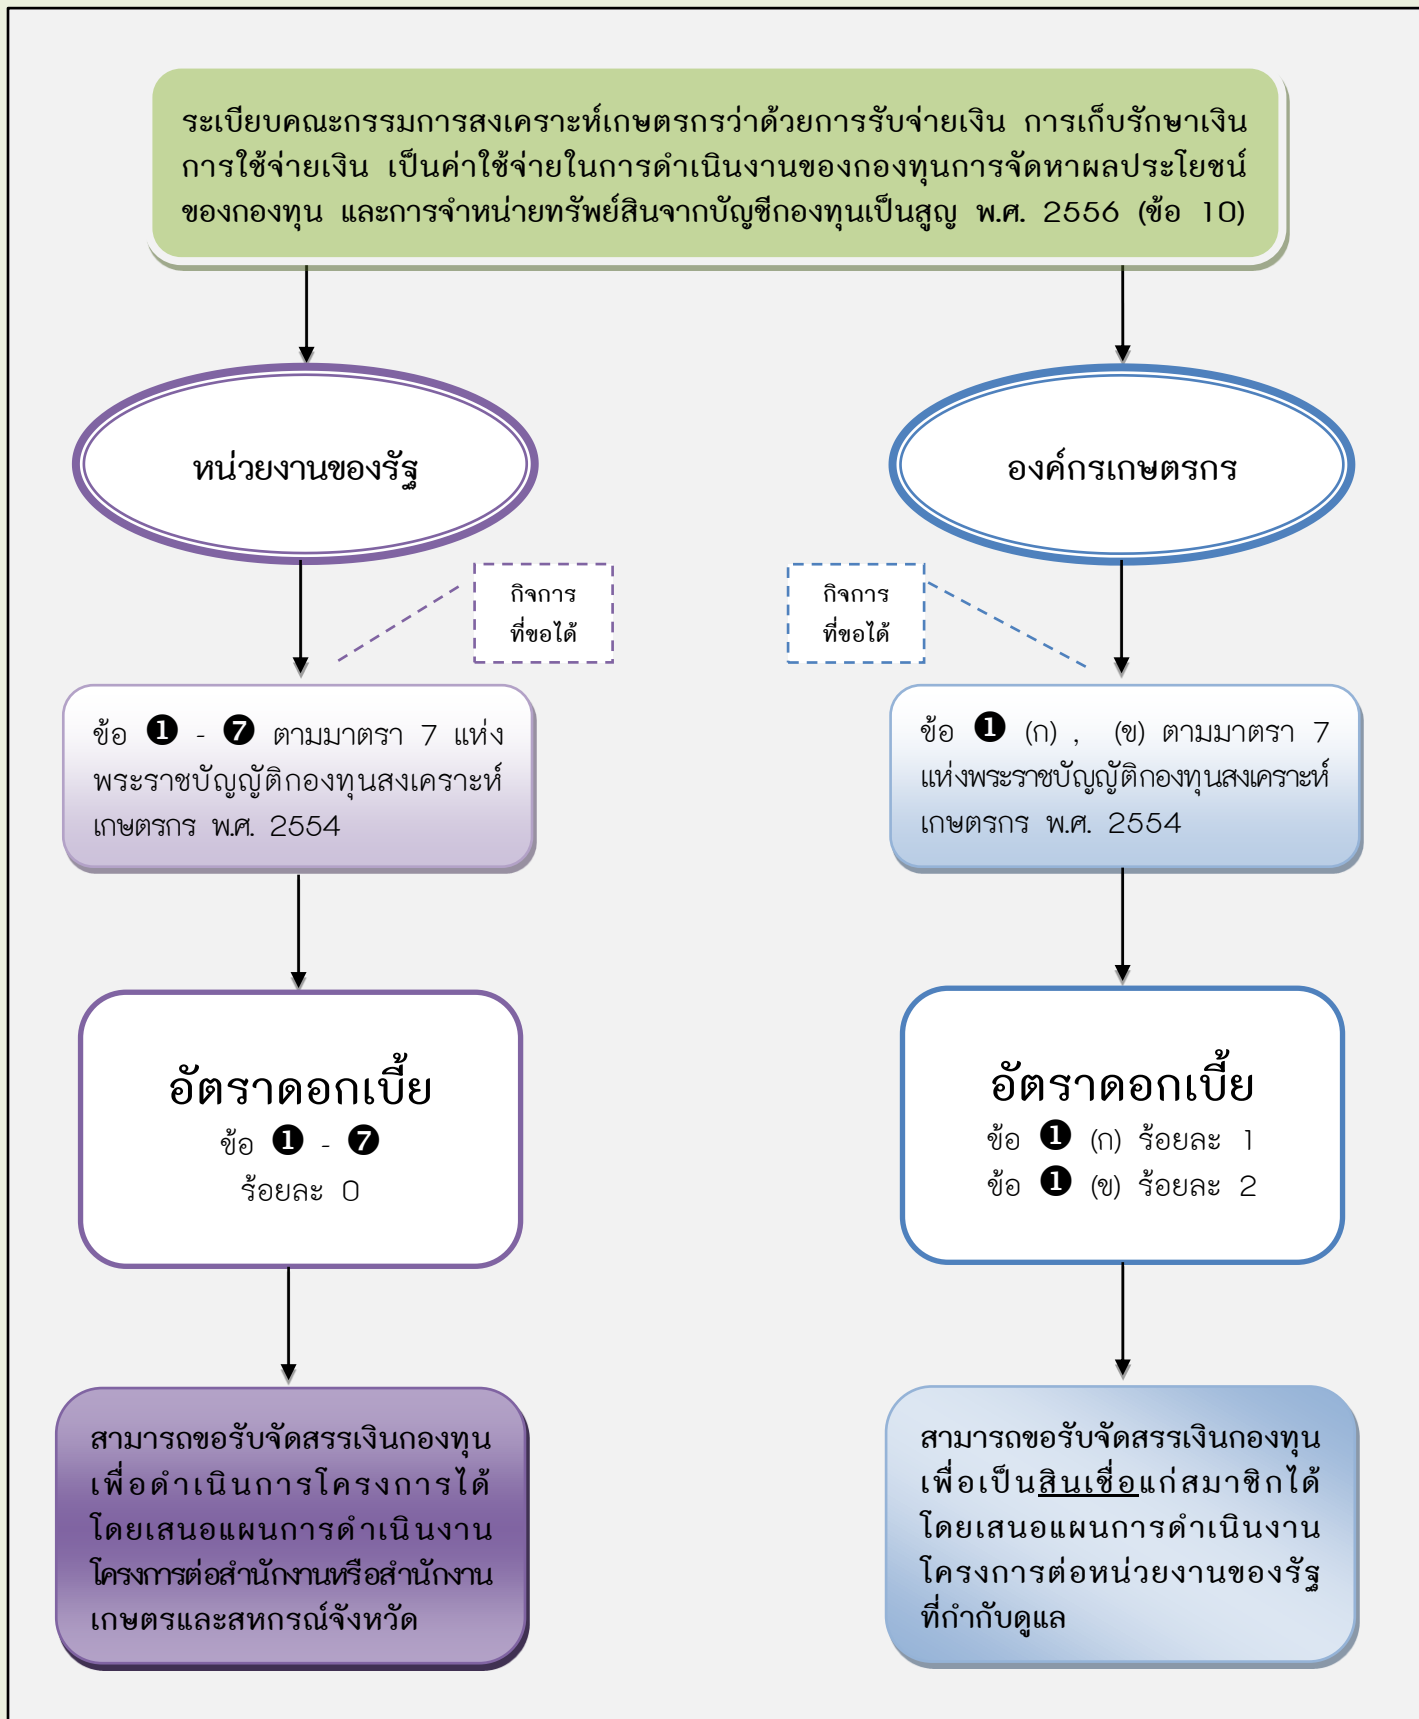 ระเบียบคณะกรรมการสงเคราะห์เกษตรกรว่าด้วยการรับจ่ายเงิน การเก็บรักษาเงิน
การใช้จ่ายเงิน เป็นค่าใช้จ่ายในการดำเนินงานของกองทุนการจัดหาผลประโยชน์
ของกองทุน และการจำหน่ายทรัพย์สินจากบัญชีกองทุนเป็นสูญ พ.ศ. 2556 (ข้อ 10)
หน่วยงานของรัฐ
กิจการ
ที่ขอได้
ข้อ ❶ - ❼ ตามมาตรา 7 แห่ง
พระราชบัญญัติกองทุนสงเคราะห์
เกษตรกร พ.ศ. 2554
อัตราดอกเบี้ย
ข้อ ❶ - ❼
ร้อยละ 0
สามารถขอรับจัดสรรเงินกองทุน
เพื่อดำเนินการโครงการได้
โดยเสนอแผนการดำเนินงาน
โครงการต่อสำนักงานหรือสำนักงาน
เกษตรและสหกรณ์จังหวัด
องค์กรเกษตรกร
กิจการ
ที่ขอได้
ข้อ ❶ (ก) , (ข) ตามมาตรา 7
แห่งพระราชบัญญัติกองทุนสงเคราะห์
เกษตรกร พ.ศ. 2554
อัตราดอกเบี้ย
ข้อ ❶ (ก) ร้อยละ 1
ข้อ ❶ (ข) ร้อยละ 2
สามารถขอรับจัดสรรเงินกองทุน
เพื่อเป็นสินเชื่อแก่สมาชิกได้
โดยเสนอแผนการดำเนินงาน
โครงการต่อหน่วยงานของรัฐ
ที่กำกับดูแล